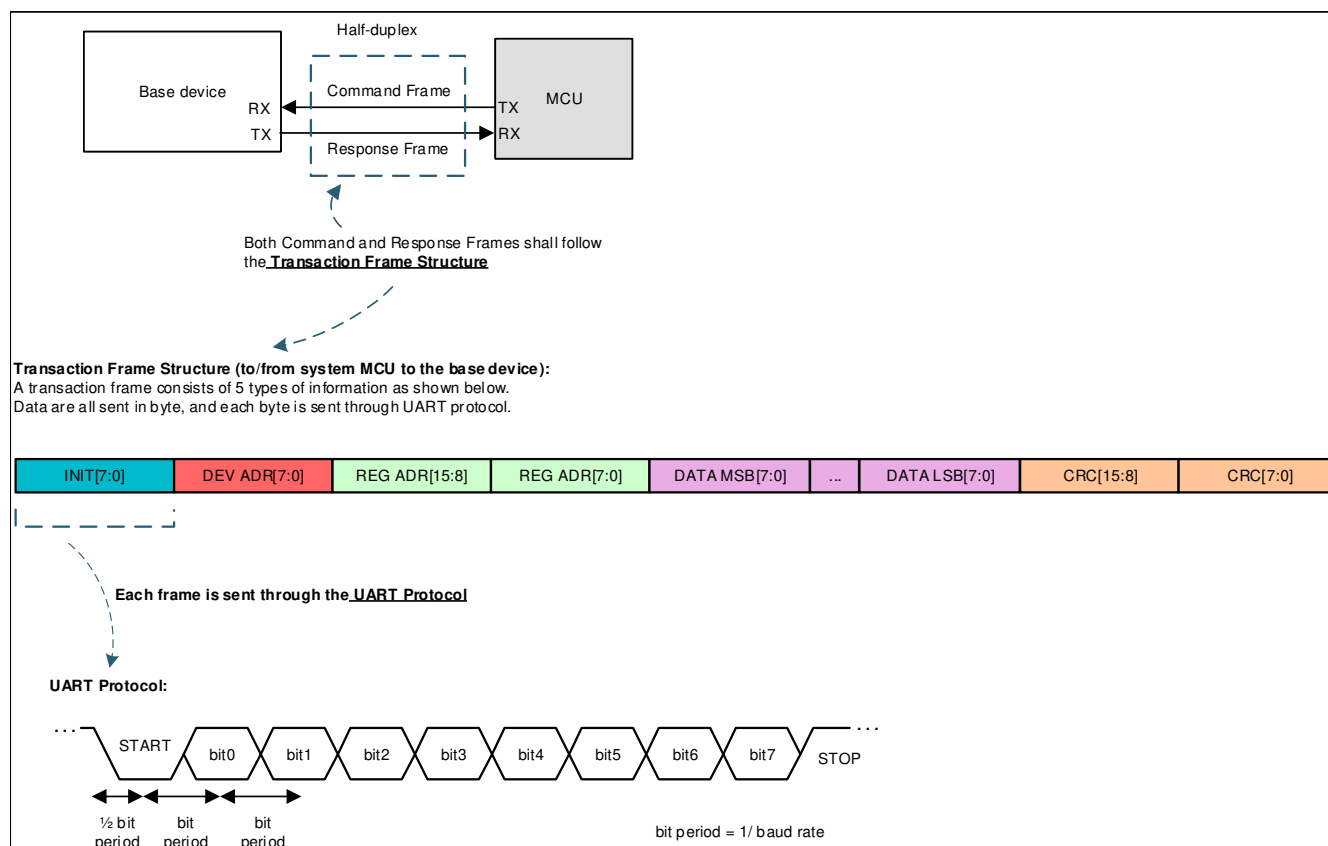 Half-duplex
Base device
Command Frame
MCU
RX
TX
TX
RX
Response Frame
Both Command and Response Frames shall follow
the Transaction Frame Structure
Transaction Frame Structure (to/from system MCU to the base device):
A transaction frame consists of 5 types of information as shown below.
Data are all sent in byte, and each byte is sent through UART protocol.
INIT[7:0] DEV ADR[7:0] REG ADR[15:8] REG ADR[7:0] DATA MSB[7:0] ... DATA LSB[7:0] CRC[15:8] CRC[7:0]
Each frame is sent through the UART Protocol
UART Protocol:
... START bit0 bit1 bit2 bit3 bit4 bit5 bit6 bit7 STOP ...
½ bit period
bit period
bit period
bit period = 1/ baud rate